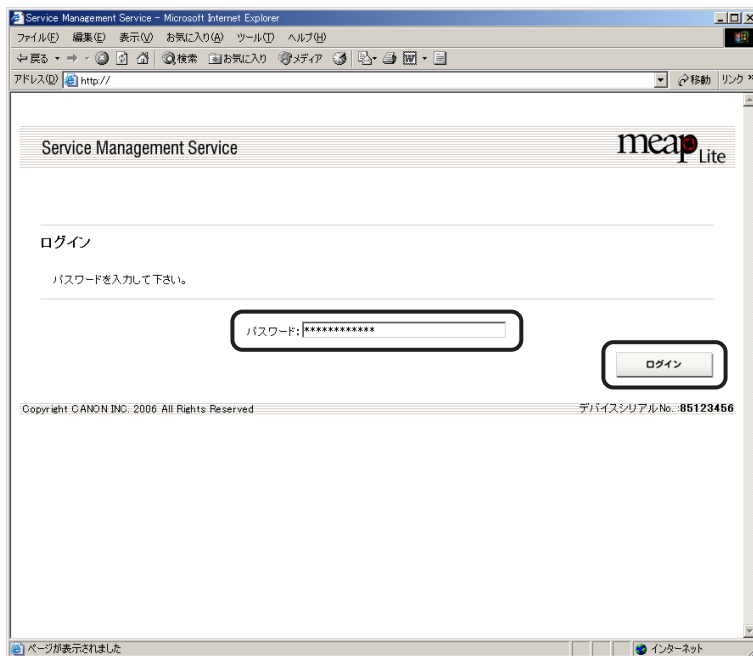 Service Management Service - Microsoft Internet Explorer
ファイル(F) 編集(E) 表示(V) お気に入り(A) ツール(T) ヘルプ(H)
戻る 検索 お気に入り メディア
アドレス(D) http:// 移動 リンク »
Service Management Service
meap Lite
ログイン
パスワードを入力して下さい。
パスワード: ************
ログイン
Copyright CANON INC. 2006 All Rights Reserved デバイスシリアルNo. :85123456
ページが表示されました インターネット